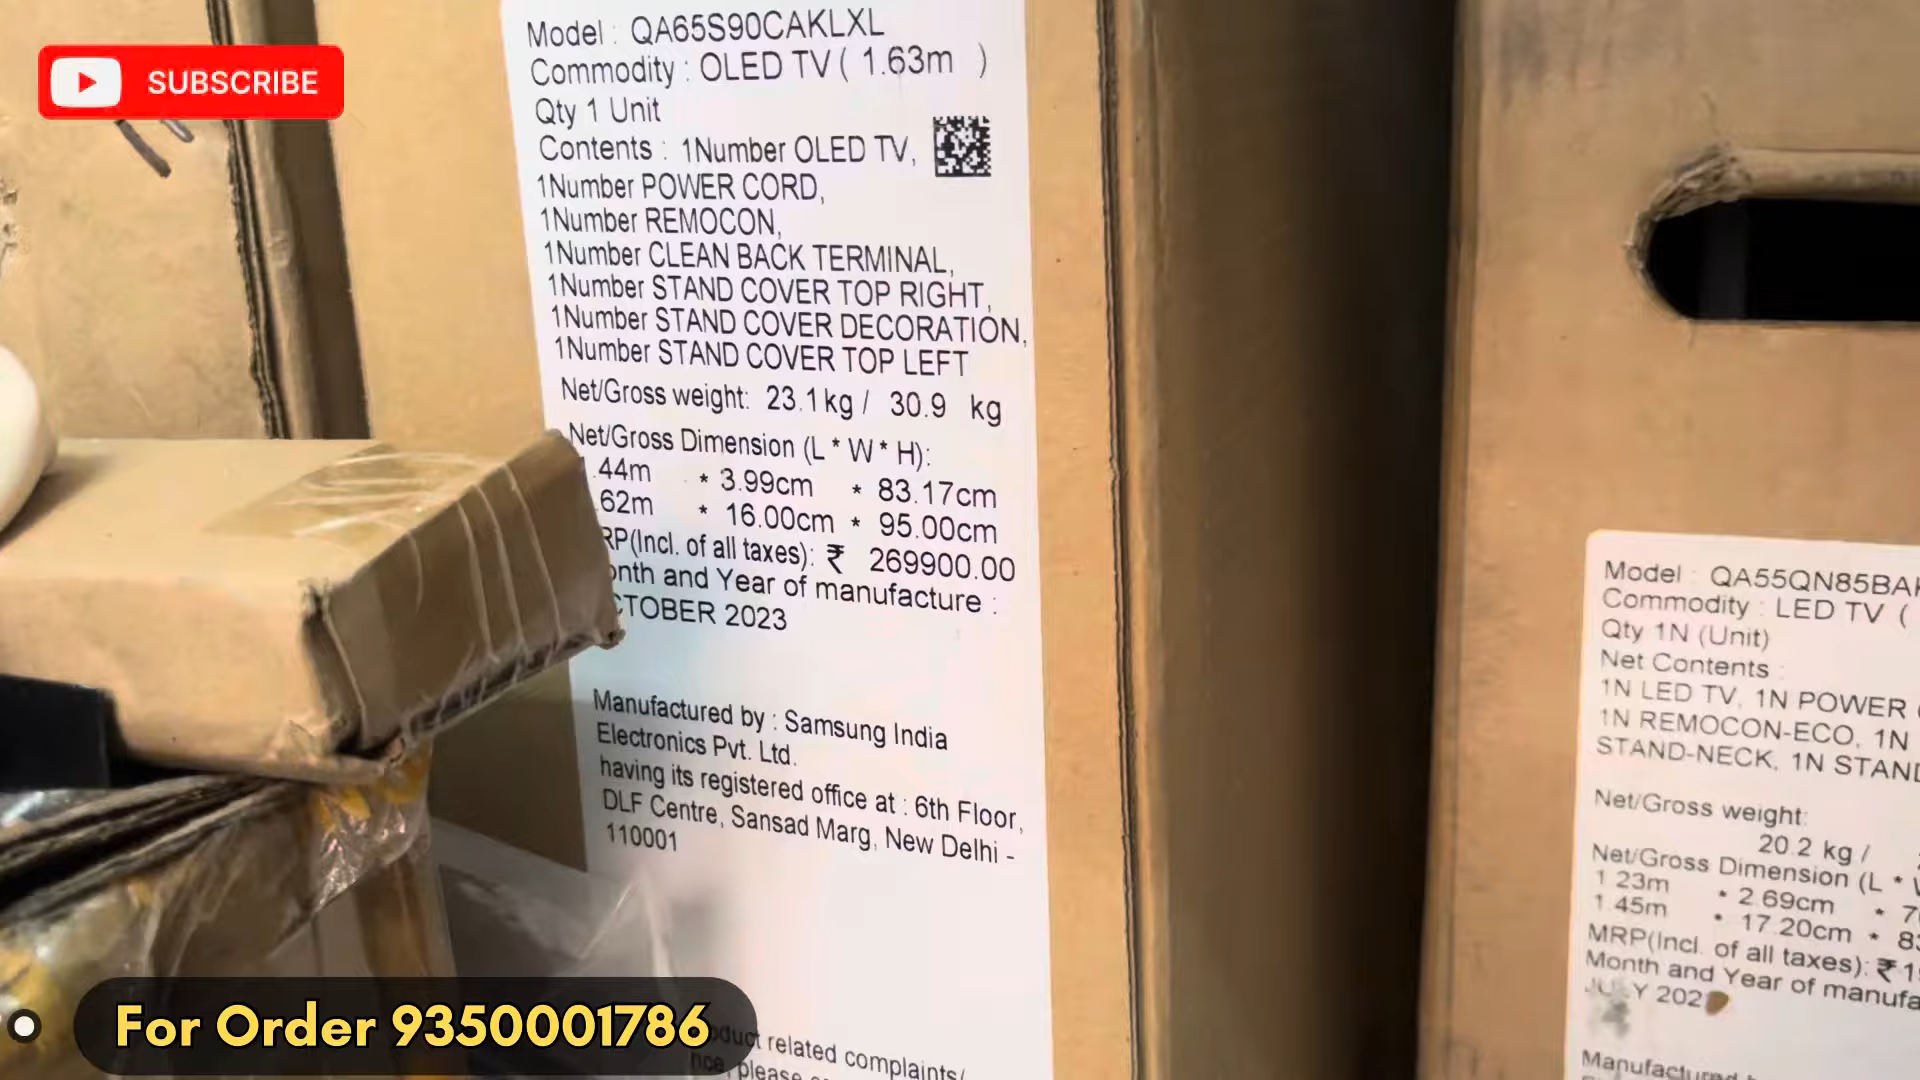 SUBSCRIBE
Model : QA65S90CAKLXL
Commodity : OLED TV ( 1.63m )
Qty 1 Unit
Contents : 1Number OLED TV,
1Number POWER CORD,
1Number REMOCON,
1Number CLEAN BACK TERMINAL,
1Number STAND COVER TOP RIGHT,
1Number STAND COVER DECORATION,
1Number STAND COVER TOP LEFT
Net/Gross weight: 23.1kg / 30.9 kg
Net/Gross Dimension (L * W * H):
.44m * 3.99cm * 83.17cm
.62m * 16.00cm * 95.00cm
RP(Incl. of all taxes): ₹ 269900.00
onth and Year of manufacture :
CTOBER 2023
Manufactured by : Samsung India
Electronics Pvt. Ltd.
having its registered office at : 6th Floor,
DLF Centre, Sansad Marg, New Delhi -
110001
related complaints/
please
Model : QA55QN85BAK
Commodity : LED TV (
Qty 1N (Unit)
Net Contents :
1N LED TV, 1N POWER
1N REMOCON-ECO, 1N
STAND-NECK, 1N STAND
Net/Gross weight:
20.2 kg /
Net/Gross Dimension (L *
1.23m * 2.69cm *
1.45m * 17.20cm *
MRP(Incl. of all taxes): ₹ 1
Month and Year of manufa
JULY 202
Manufactured
For Order 9350001786